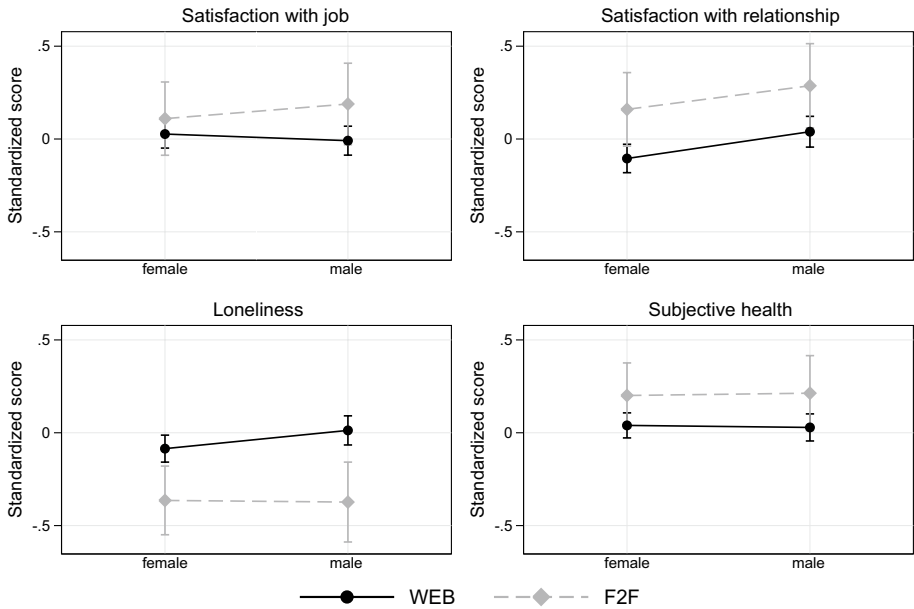 Satisfaction with job
Satisfaction with relationship
Standardized score
.5
0
-.5
female male
Standardized score
.5
0
-.5
female male
Loneliness
Subjective health
Standardized score
.5
0
-.5
female male
Standardized score
.5
0
-.5
female male
WEB F2F